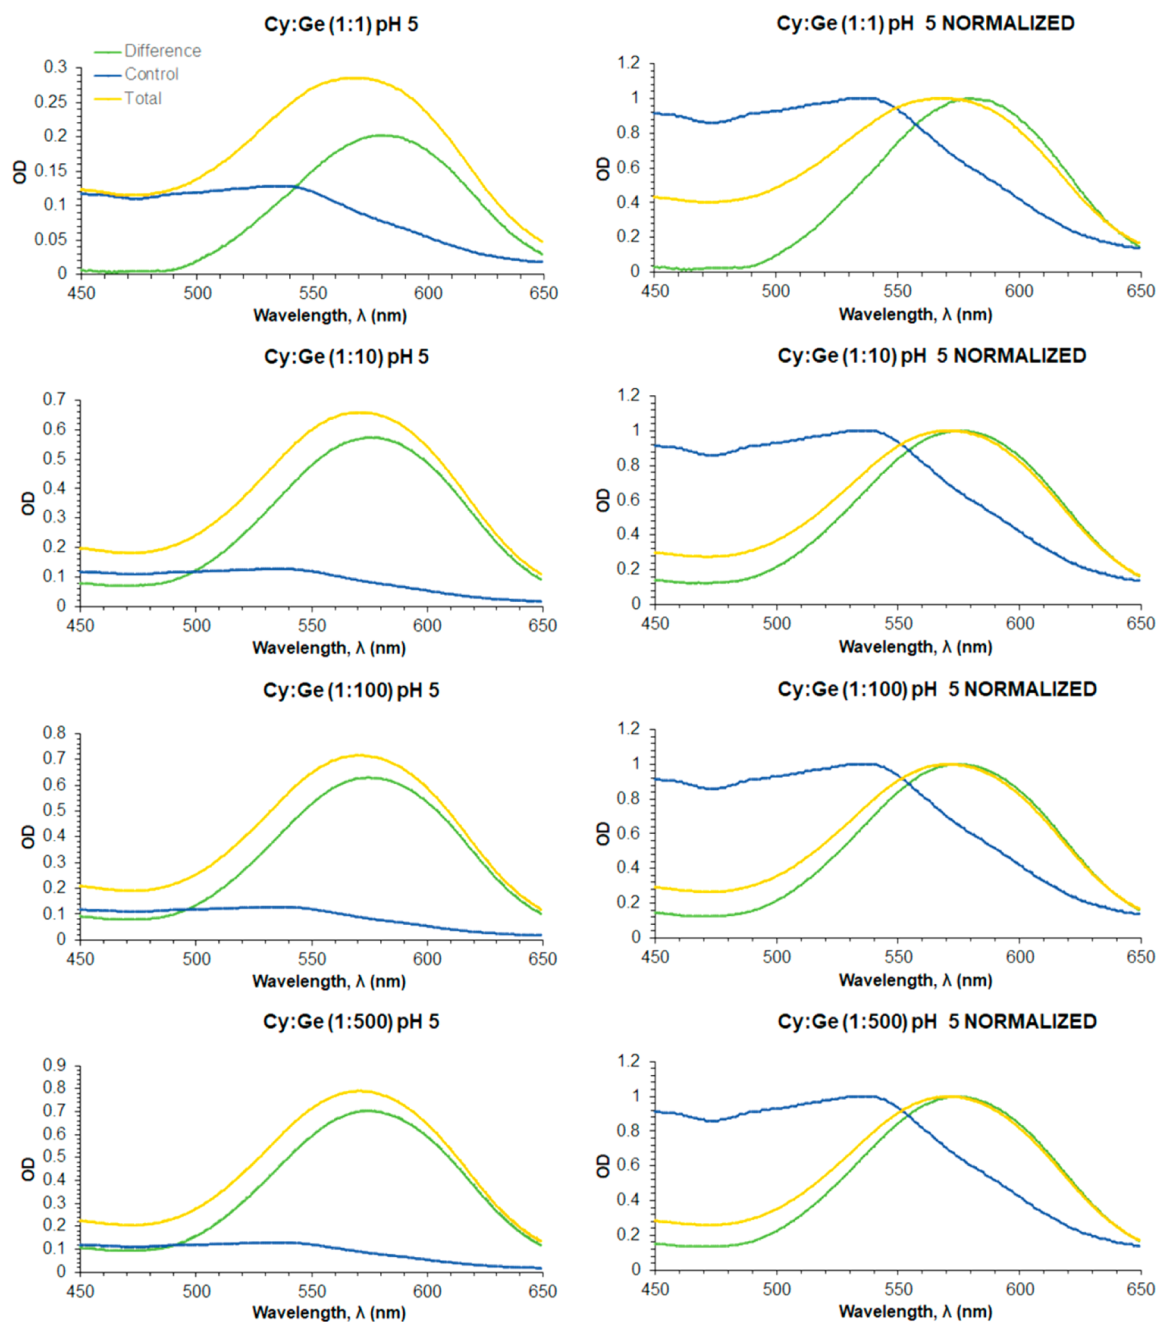 Cy:Ge (1:1) pH 5
Difference
Control
Total
0.3
0.25
0.2
0.15
0.1
0.05
0
OD
450 500 550 600 650
Wavelength, λ (nm)
Cy:Ge (1:1) pH 5 NORMALIZED
1.2
1
0.8
0.6
0.4
0.2
0
OD
450 500 550 600 650
Wavelength, λ (nm)
Cy:Ge (1:10) pH 5
0.7
0.6
0.5
0.4
0.3
0.2
0.1
0
OD
450 500 550 600 650
Wavelength, λ (nm)
Cy:Ge (1:10) pH 5 NORMALIZED
1.2
1
0.8
0.6
0.4
0.2
0
OD
450 500 550 600 650
Wavelength, λ (nm)
Cy:Ge (1:100) pH 5
0.8
0.7
0.6
0.5
0.4
0.3
0.2
0.1
0
OD
450 500 550 600 650
Wavelength, λ (nm)
Cy:Ge (1:100) pH 5 NORMALIZED
1.2
1
0.8
0.6
0.4
0.2
0
OD
450 500 550 600 650
Wavelength, λ (nm)
Cy:Ge (1:500) pH 5
0.9
0.8
0.7
0.6
0.5
0.4
0.3
0.2
0.1
0
OD
450 500 550 600 650
Wavelength, λ (nm)
Cy:Ge (1:500) pH 5 NORMALIZED
1.2
1
0.8
0.6
0.4
0.2
0
OD
450 500 550 600 650
Wavelength, λ (nm)